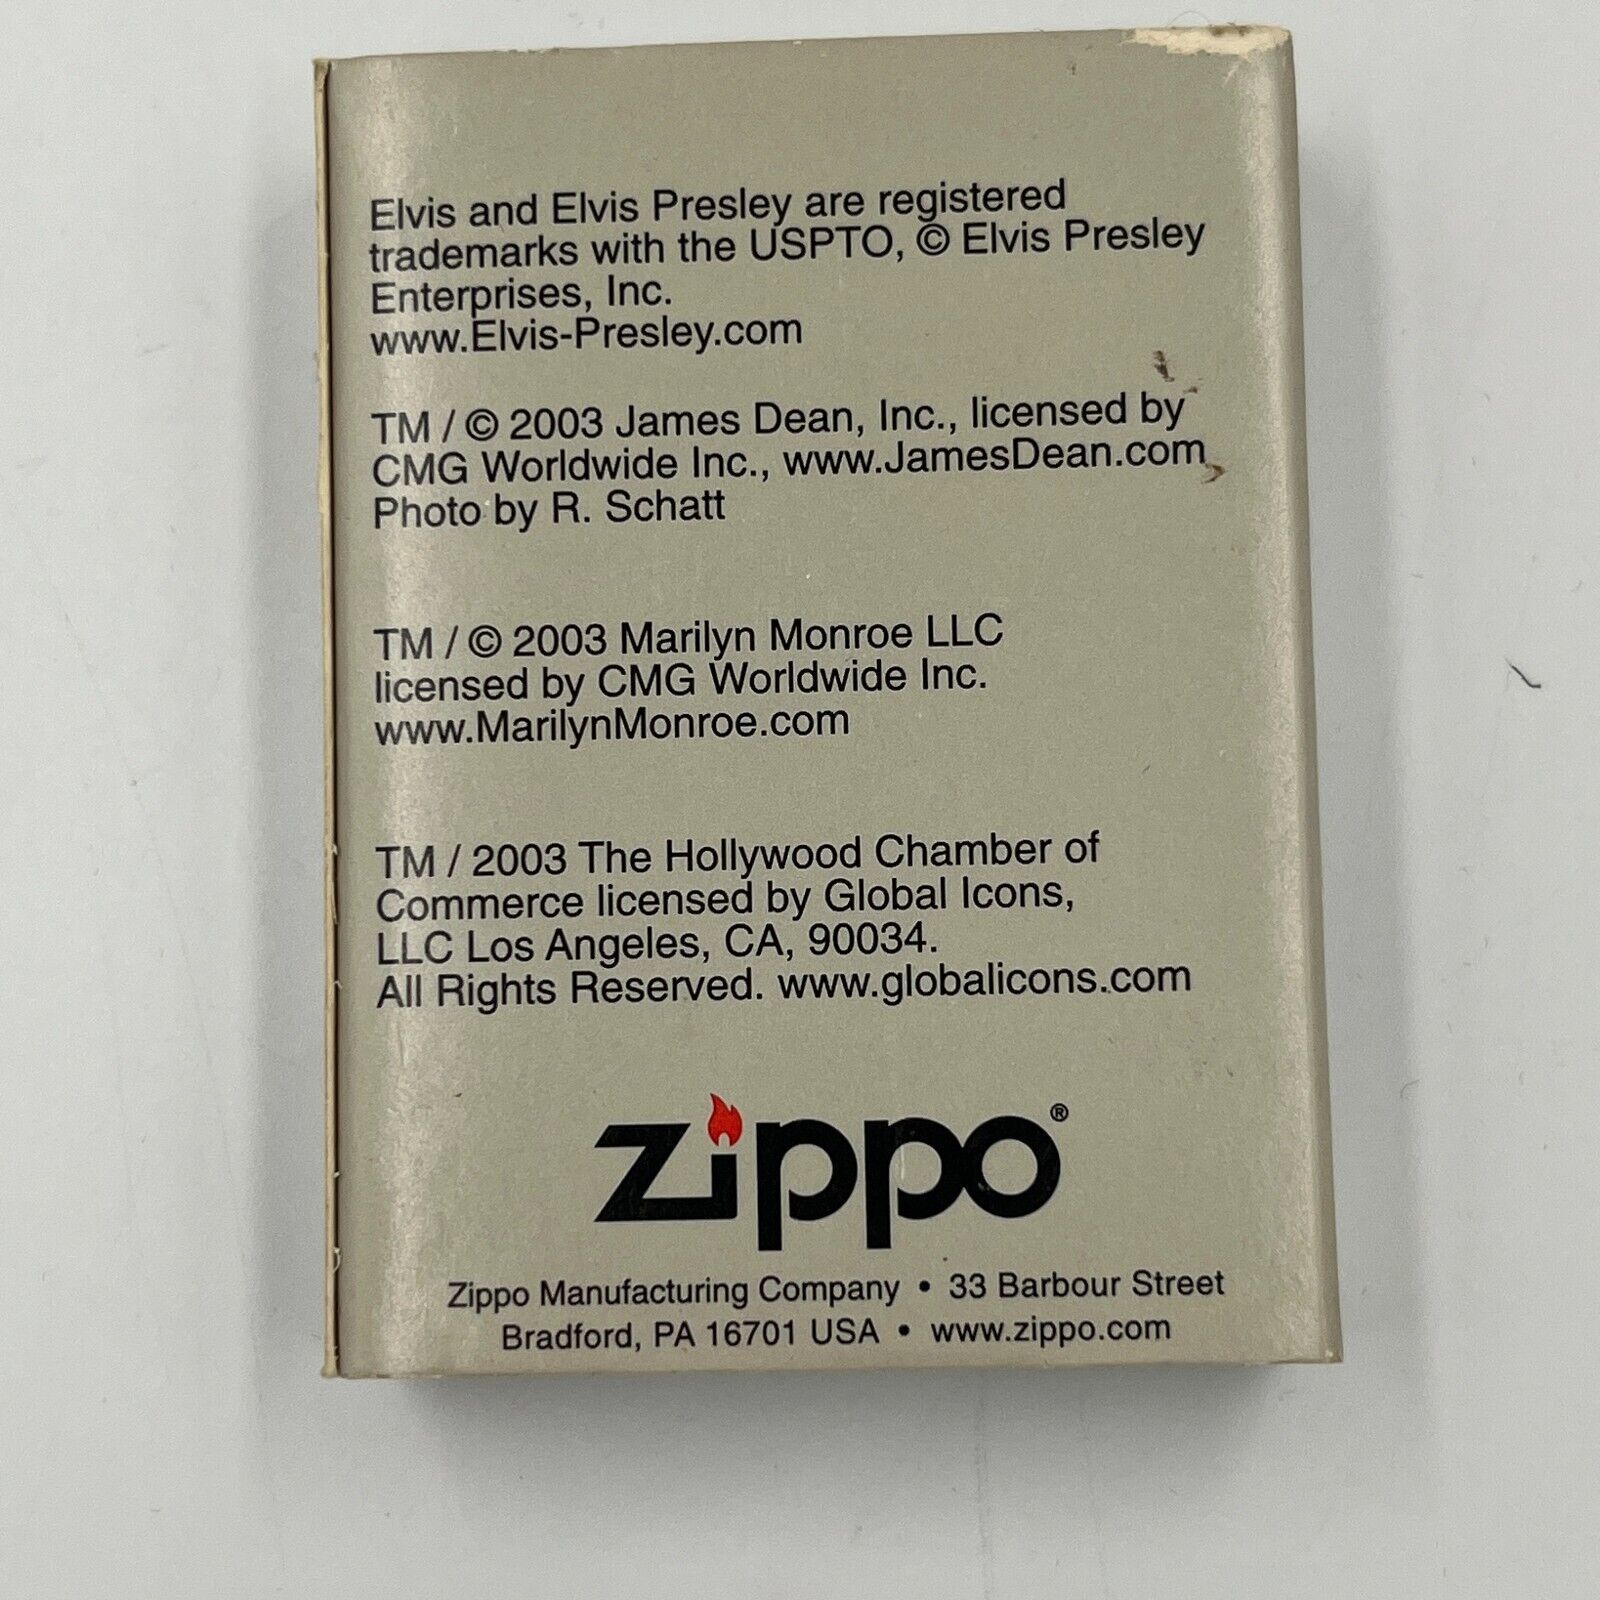 Elvis and Elvis Presley are registered
trademarks with the USPTO, © Elvis Presley
Enterprises, Inc.
www.Elvis-Presley.com
TM / © 2003 James Dean, Inc., licensed by
CMG Worldwide Inc., www.JamesDean.com
Photo by R. Schatt
TM / © 2003 Marilyn Monroe LLC
licensed by CMG Worldwide Inc.
www.MarilynMonroe.com
TM / 2003 The Hollywood Chamber of
Commerce licensed by Global Icons,
LLC Los Angeles, CA, 90034.
All Rights Reserved. www.globalicons.com
zippo®
Zippo Manufacturing Company • 33 Barbour Street
Bradford, PA 16701 USA • www.zippo.com